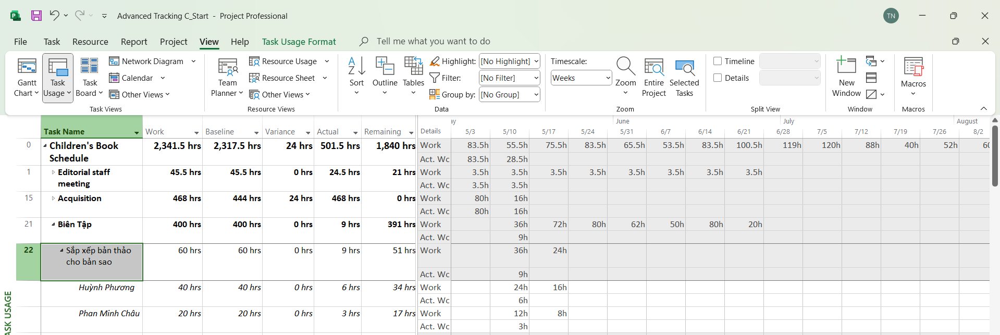 Advanced Tracking C_Start - Project Professional
TN
File Task Resource Report Project View Help Task Usage Format Tell me what you want to do
Gantt Chart
Task Usage
Task Board
Network Diagram
Calendar
Other Views
Task Views
Team Planner
Resource Usage
Resource Sheet
Other Views
Resource Views
Sort
Outline
Tables
Highlight: [No Highlight]
Filter: [No Filter]
Group by: [No Group]
Data
Timescale:
Weeks
Zoom
Entire Project
Selected Tasks
Zoom
Timeline
Details
Split View
New Window
Window
Macros
Macros
ay June July August
Task Name Work Baseline Variance Actual Remaining Details 5/3 5/10 5/17 5/24 5/31 6/7 6/14 6/21 6/28 7/5 7/12 7/19 7/26 8/2
0 Children's Book Schedule 2,341.5 hrs 2,317.5 hrs 24 hrs 501.5 hrs 1,840 hrs Work 83.5h 55.5h 75.5h 83.5h 65.5h 53.5h 83.5h 100.5h 119h 120h 88h 40h 52h 60
Act. Wc 83.5h 28.5h
1 Editorial staff meeting 45.5 hrs 45.5 hrs 0 hrs 24.5 hrs 21 hrs Work 3.5h 3.5h 3.5h 3.5h 3.5h 3.5h 3.5h 3.5h
Act. Wc 3.5h 3.5h
15 Acquisition 468 hrs 444 hrs 24 hrs 468 hrs 0 hrs Work 80h 16h
Act. Wc 80h 16h
21 Biên Tập 400 hrs 400 hrs 0 hrs 9 hrs 391 hrs Work 36h 72h 80h 62h 50h 80h 20h
Act. Wc 9h
22 Sắp xếp bản thảo cho bản sao 60 hrs 60 hrs 0 hrs 9 hrs 51 hrs Work 36h 24h
Act. Wc 9h
Huỳnh Phương 40 hrs 40 hrs 0 hrs 6 hrs 34 hrs Work 24h 16h
Act. Wc 6h
Phan Minh Châu 20 hrs 20 hrs 0 hrs 3 hrs 17 hrs Work 12h 8h
Act. Wc 3h
ASK USAGE